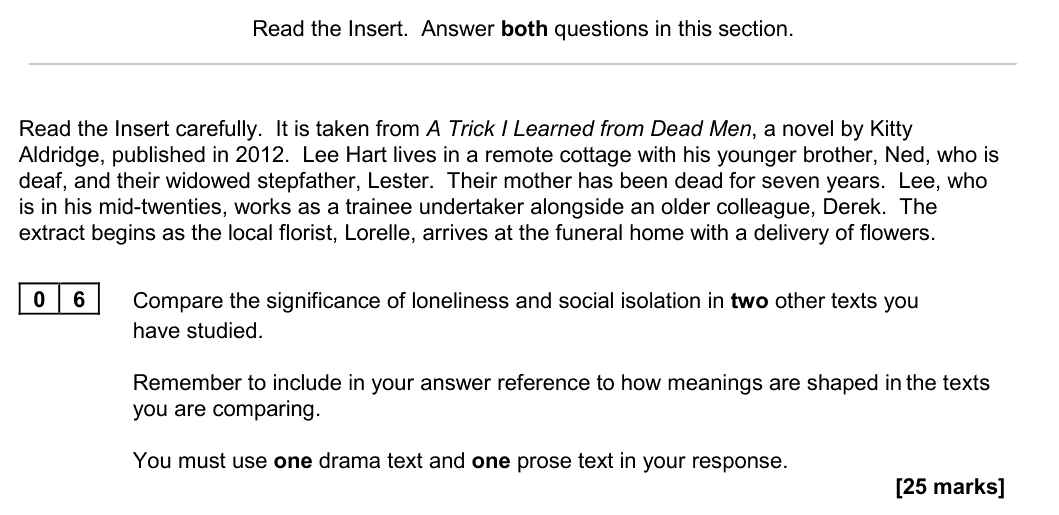 Read the Insert. Answer both questions in this section.
Read the Insert carefully. It is taken from A Trick I Learned from Dead Men, a novel by Kitty
Aldridge, published in 2012. Lee Hart lives in a remote cottage with his younger brother, Ned, who is
deaf, and their widowed stepfather, Lester. Their mother has been dead for seven years. Lee, who
is in his mid-twenties, works as a trainee undertaker alongside an older colleague, Derek. The
extract begins as the local florist, Lorelle, arrives at the funeral home with a delivery of flowers.
0 6 Compare the significance of loneliness and social isolation in two other texts you
have studied.
Remember to include in your answer reference to how meanings are shaped in the texts
you are comparing.
You must use one drama text and one prose text in your response.
[25 marks]